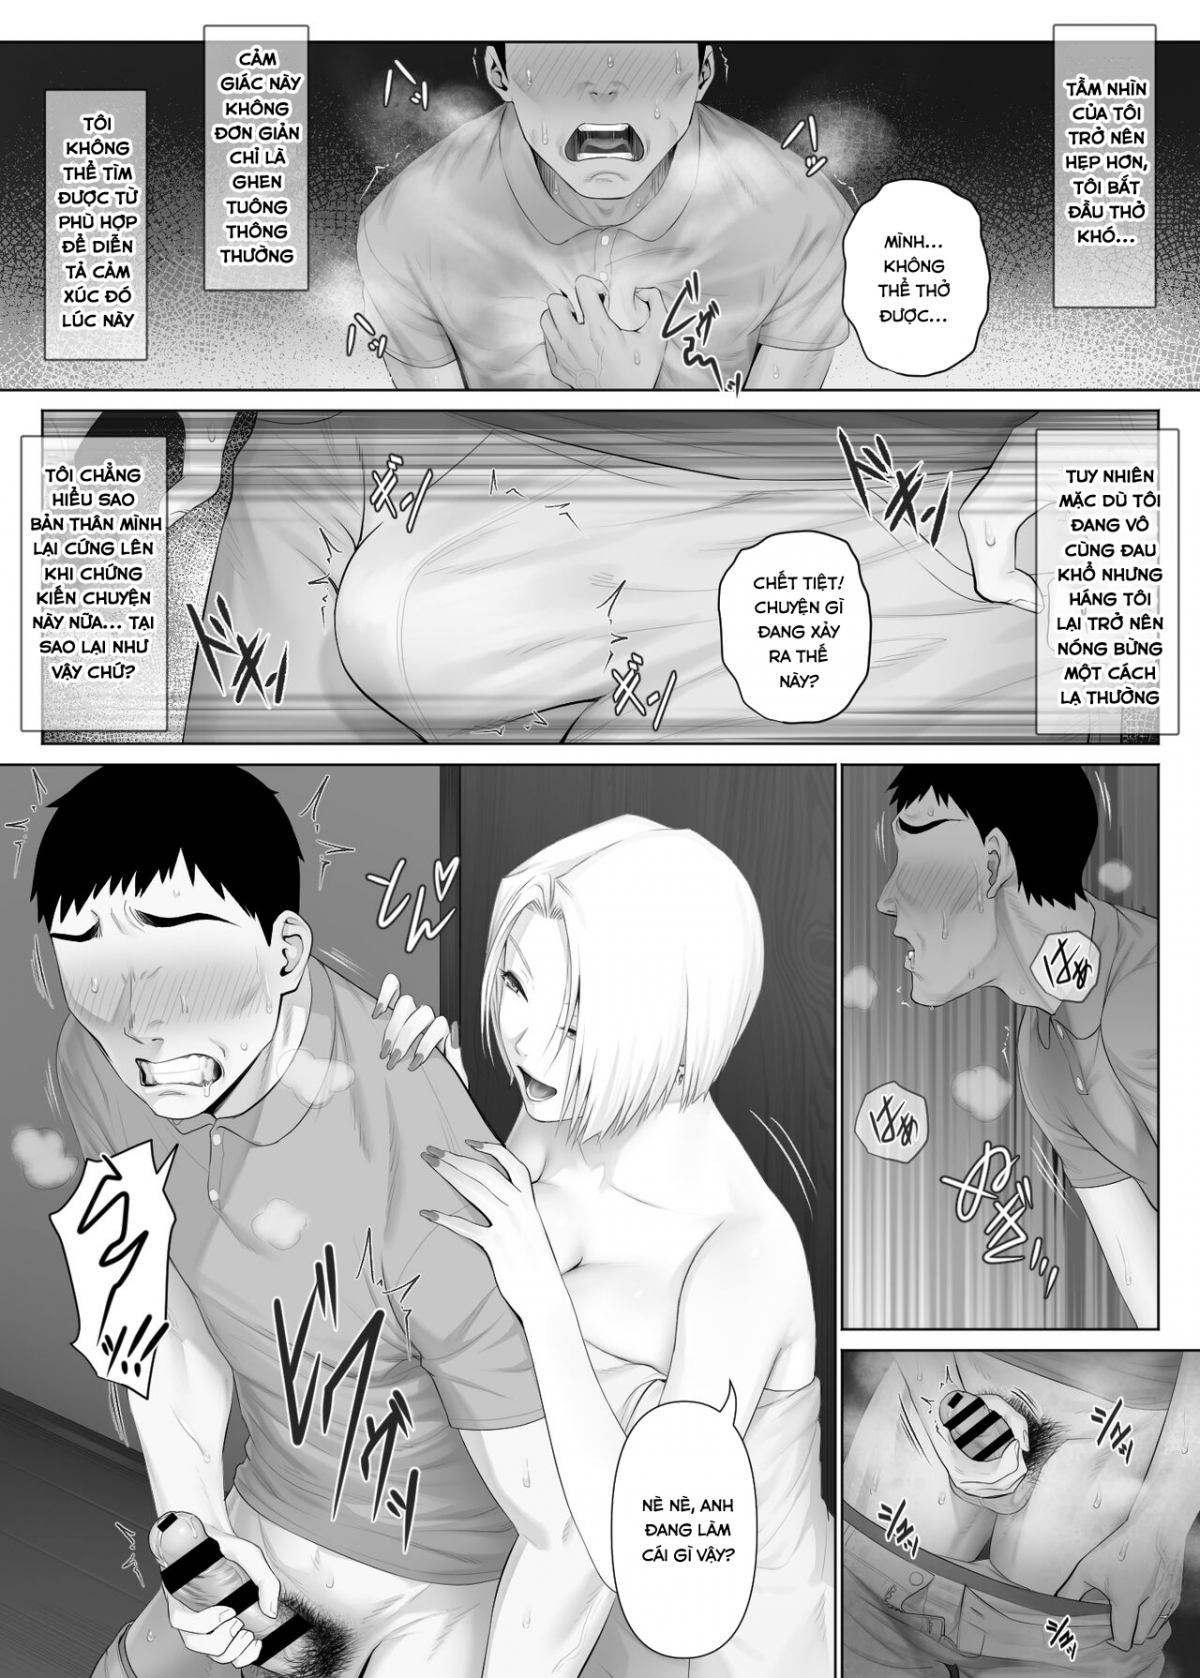 TẦM NHÌN
CỦA TÔI
TRỞ NÊN
HẸP HƠN,
TÔI BẮT
ĐẦU THỞ
KHÓ...
MÌNH...
KHÔNG
THỂ THỞ
ĐƯỢC...
CẢM
GIÁC NÀY
KHÔNG
ĐƠN GIẢN
CHỈ LÀ
GHEN
TUÔNG
THÔNG
THƯỜNG
TÔI
KHÔNG
THỂ TÌM
ĐƯỢC TỪ
PHÙ HỢP
ĐỂ DIỄN
TẢ CẢM
XÚC ĐÓ
LÚC NÀY
TUY NHIÊN
MẶC DÙ TÔI
ĐANG VÔ
CÙNG ĐAU
KHỔ NHƯNG
HÁNG TÔI
LẠI TRỞ NÊN
NÓNG BỪNG
MỘT CÁCH
LẠ THƯỜNG
CHẾT TIỆT!
CHUYỆN GÌ
ĐANG XẢY
RA THẾ
NÀY?
TÔI CHẲNG
HIỂU SAO
BẢN THÂN MÌNH
LẠI CỨNG LÊN
KHI CHỨNG
KIẾN CHUYỆN
NÀY NỮA... TẠI
SAO LẠI NHƯ
VẬY CHỨ?
はぁ
はぁ
NÈ NÈ, ANH
ĐANG LÀM
CÁI GÌ VẬY?